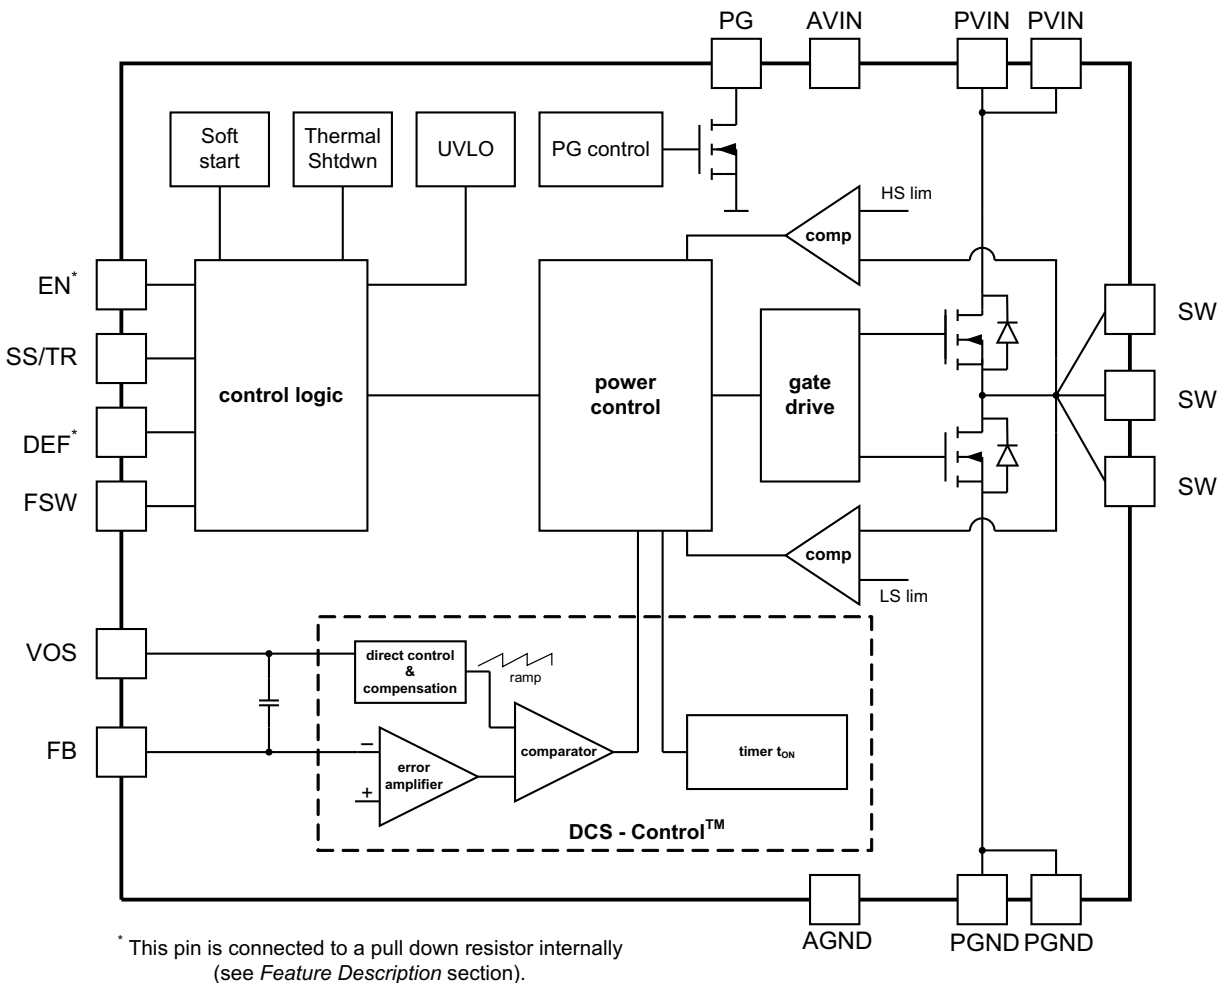 PG
AVIN
PVIN
PVIN
Soft
start
Thermal
Shtdwn
UVLO
PG control
HS lim
comp
EN*
SS/TR
DEF*
FSW
control logic
power
control
gate
drive
SW
SW
SW
comp
LS lim
VOS
FB
direct control
&
compensation
ramp
–
error
amplifier
+
comparator
timer tON
DCS - Control™
AGND
PGND
PGND
* This pin is connected to a pull down resistor internally
(see Feature Description section).